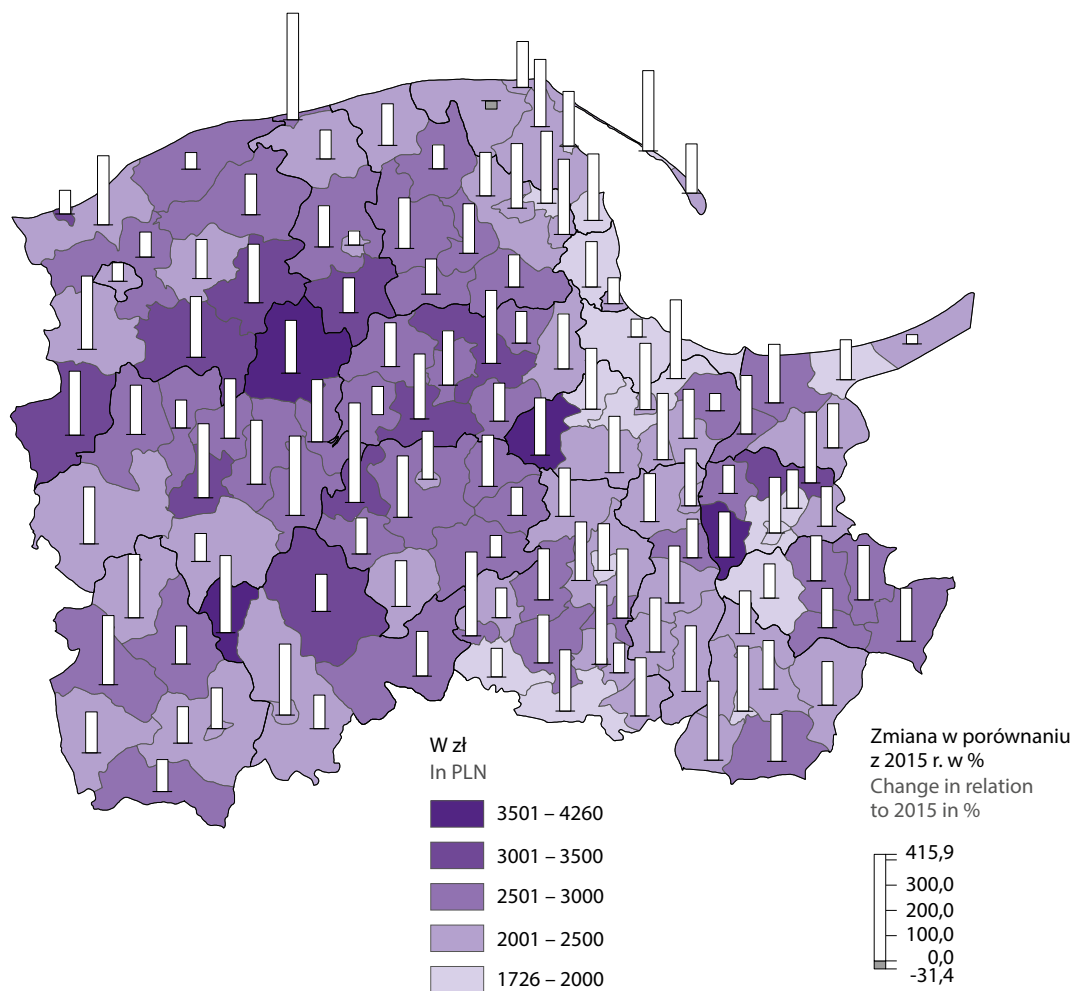 W zł
In PLN
3501 – 4260
3001 – 3500
2501 – 3000
2001 – 2500
1726 – 2000
Zmiana w porównaniu
z 2015 r. w %
Change in relation
to 2015 in %
415,9
300,0
200,0
100,0
0,0
-31,4